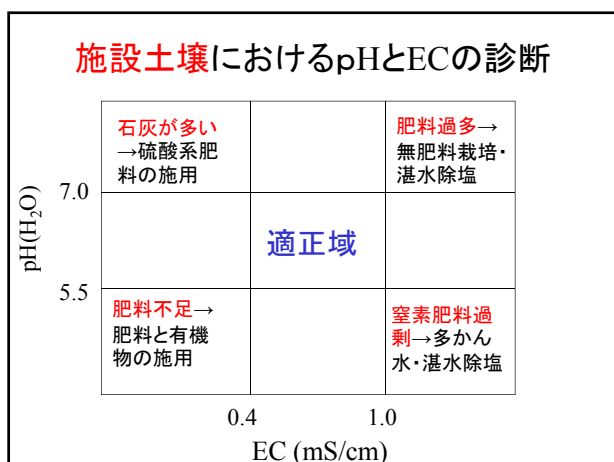 施設土壌におけるpHとECの診断
石灰が多い
→硫酸系肥
料の施用
肥料過多→
無肥料栽培・
湛水除塩
7.0
適正域
pH(H₂O)
5.5
肥料不足→
肥料と有機
物の施用
窒素肥料過
剰→多かん
水・湛水除塩
0.4
1.0
EC (mS/cm)